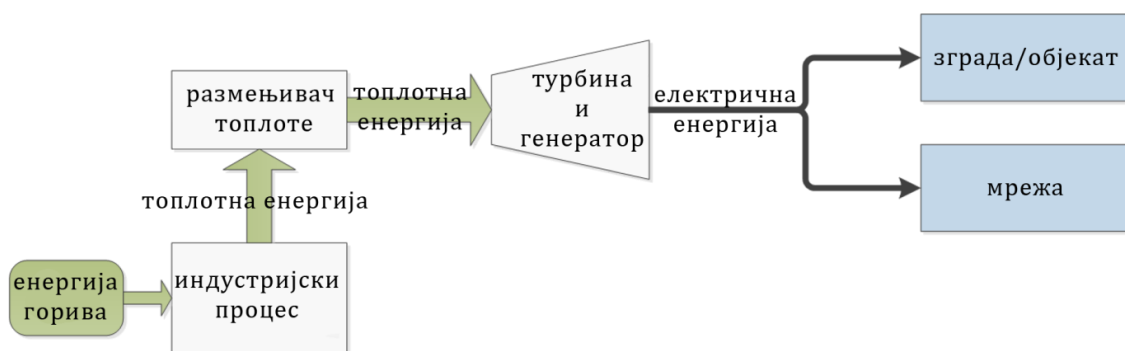 енергија
горива
индустријски
процес
топлотна енергија
размењивач
топлоте
топлотна
енергија
турбина
и
генератор
електрична
енергија
зграда/објекат
мрежа